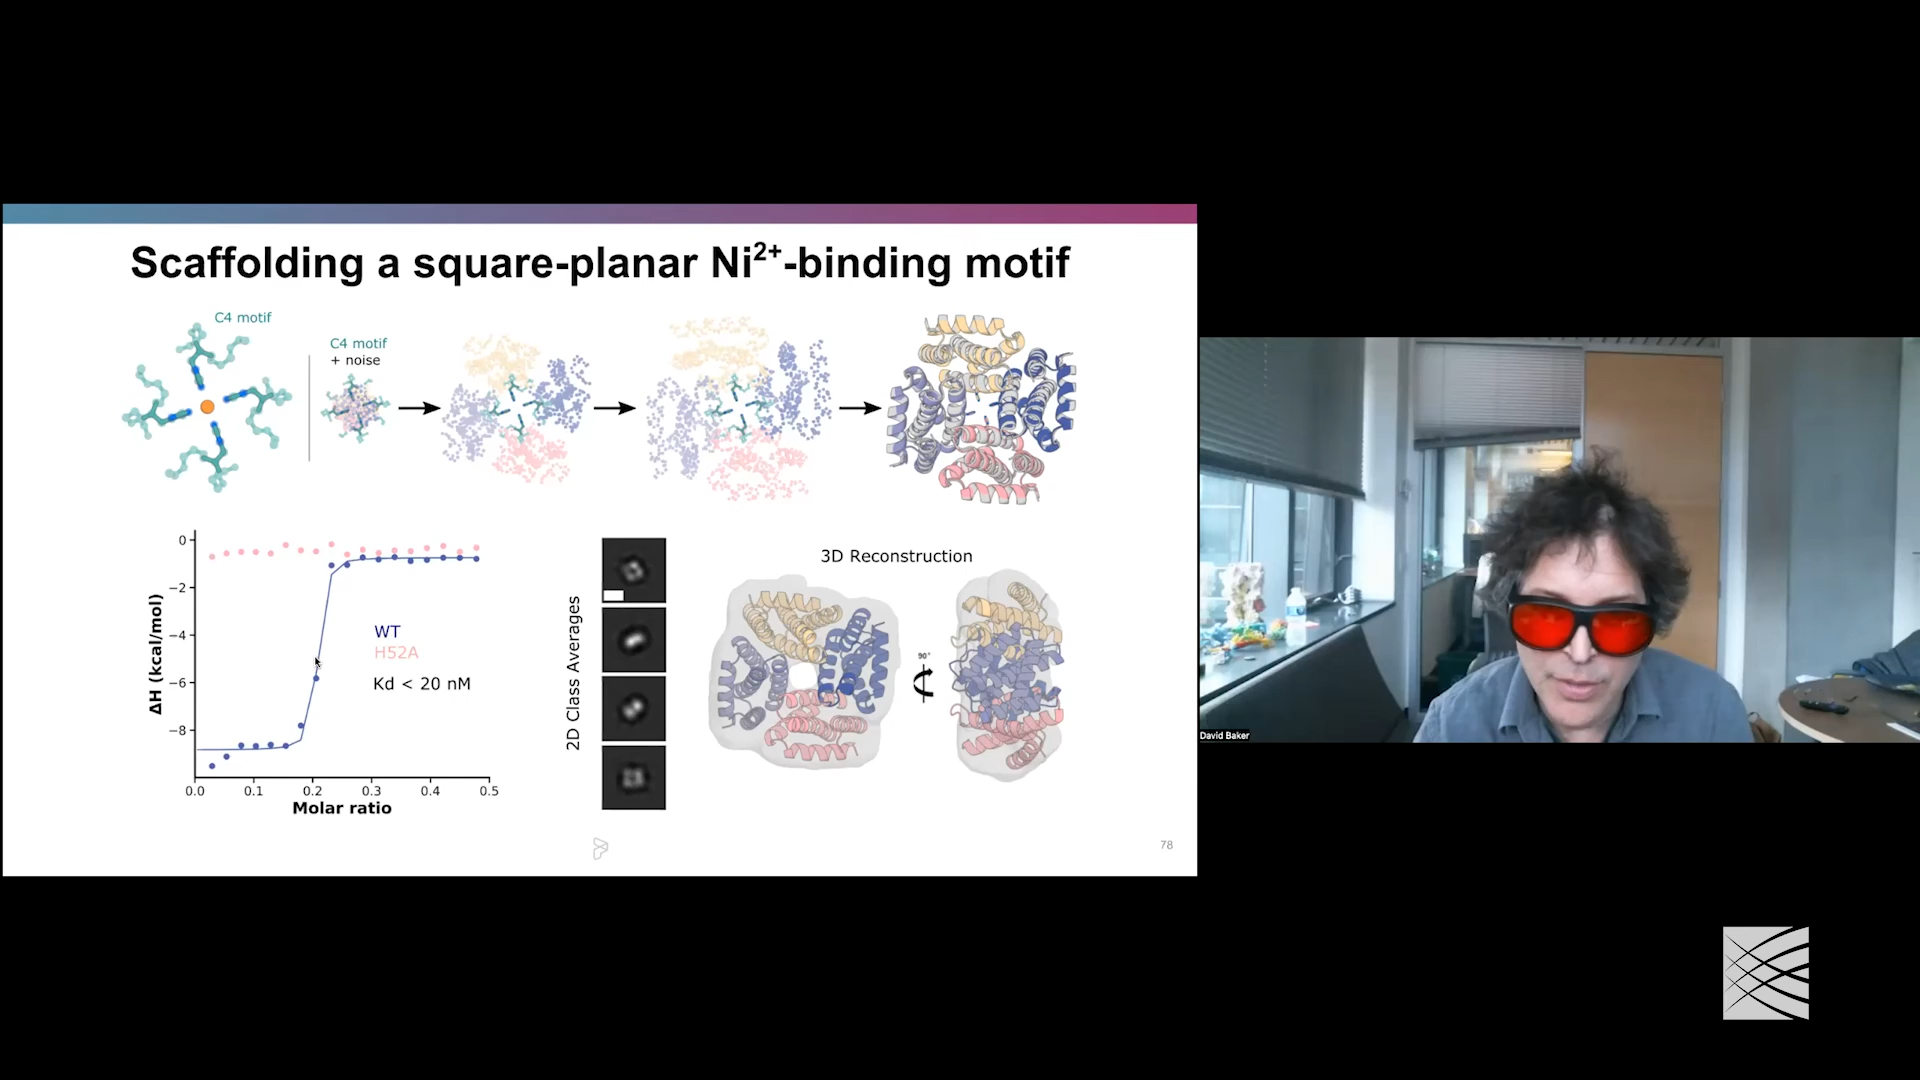 Scaffolding a square-planar Ni²⁺-binding motif
C4 motif
C4 motif
+ noise
0
−2
−4
−6
−8
ΔH (kcal/mol)
WT
H52A
Kd < 20 nM
0.0 0.1 0.2 0.3 0.4 0.5
Molar ratio
2D Class Averages
3D Reconstruction
90°
78
David Baker